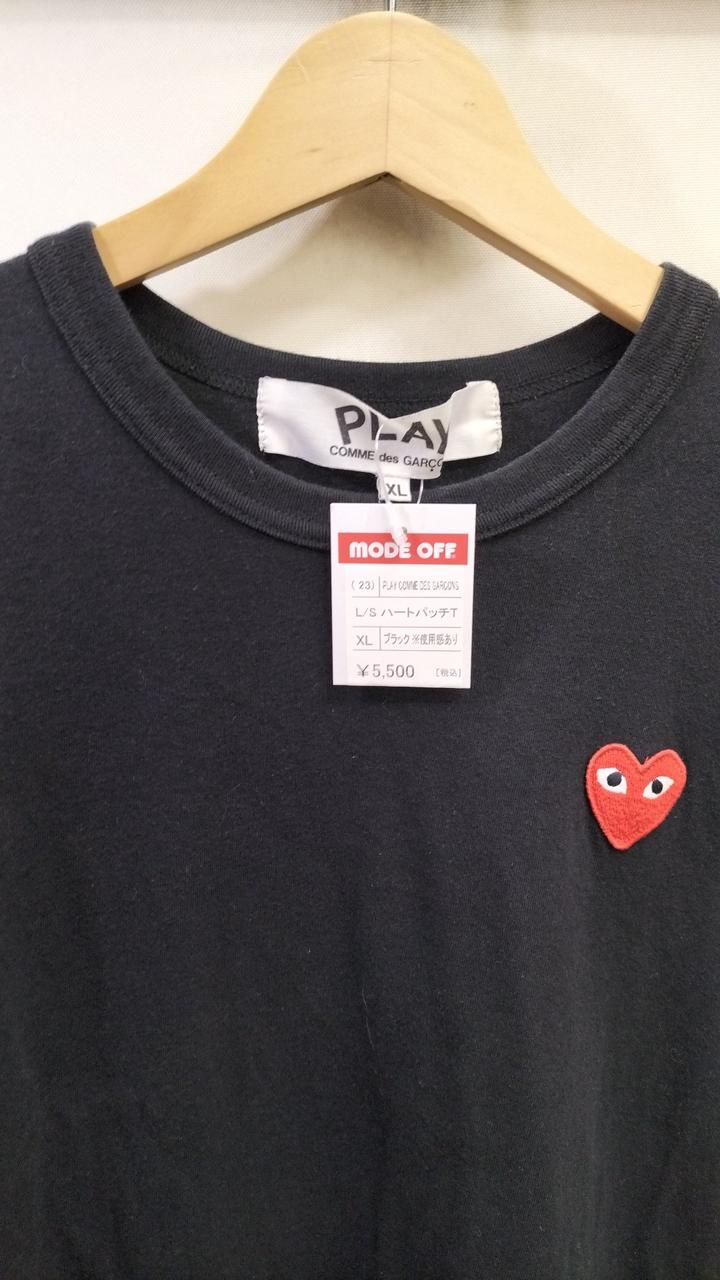 PLAY
COMME des GARÇO
XL
MODE OFF
(23) PLAY COMME DES GARCONS
L/S ハートパッチT
XL ブラック ※使用感あり
¥5,500 [税込]